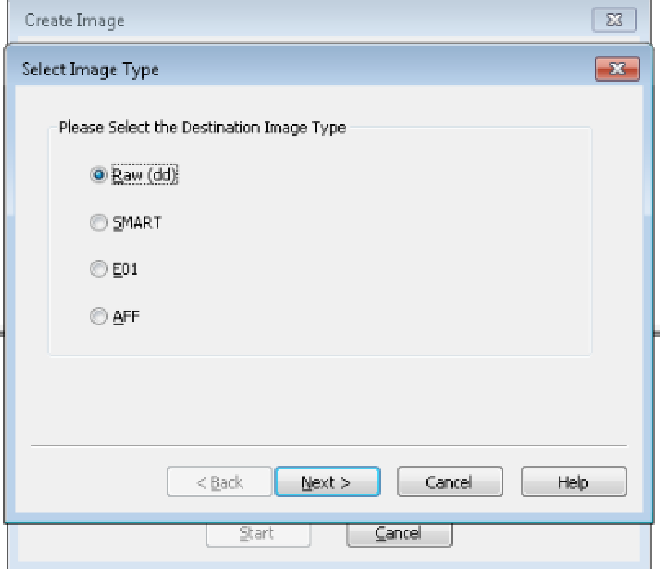 Create Image
Select Image Type
Please Select the Destination Image Type
Raw (dd)
SMART
E01
AFF
< Back Next > Cancel Help
Start Cancel